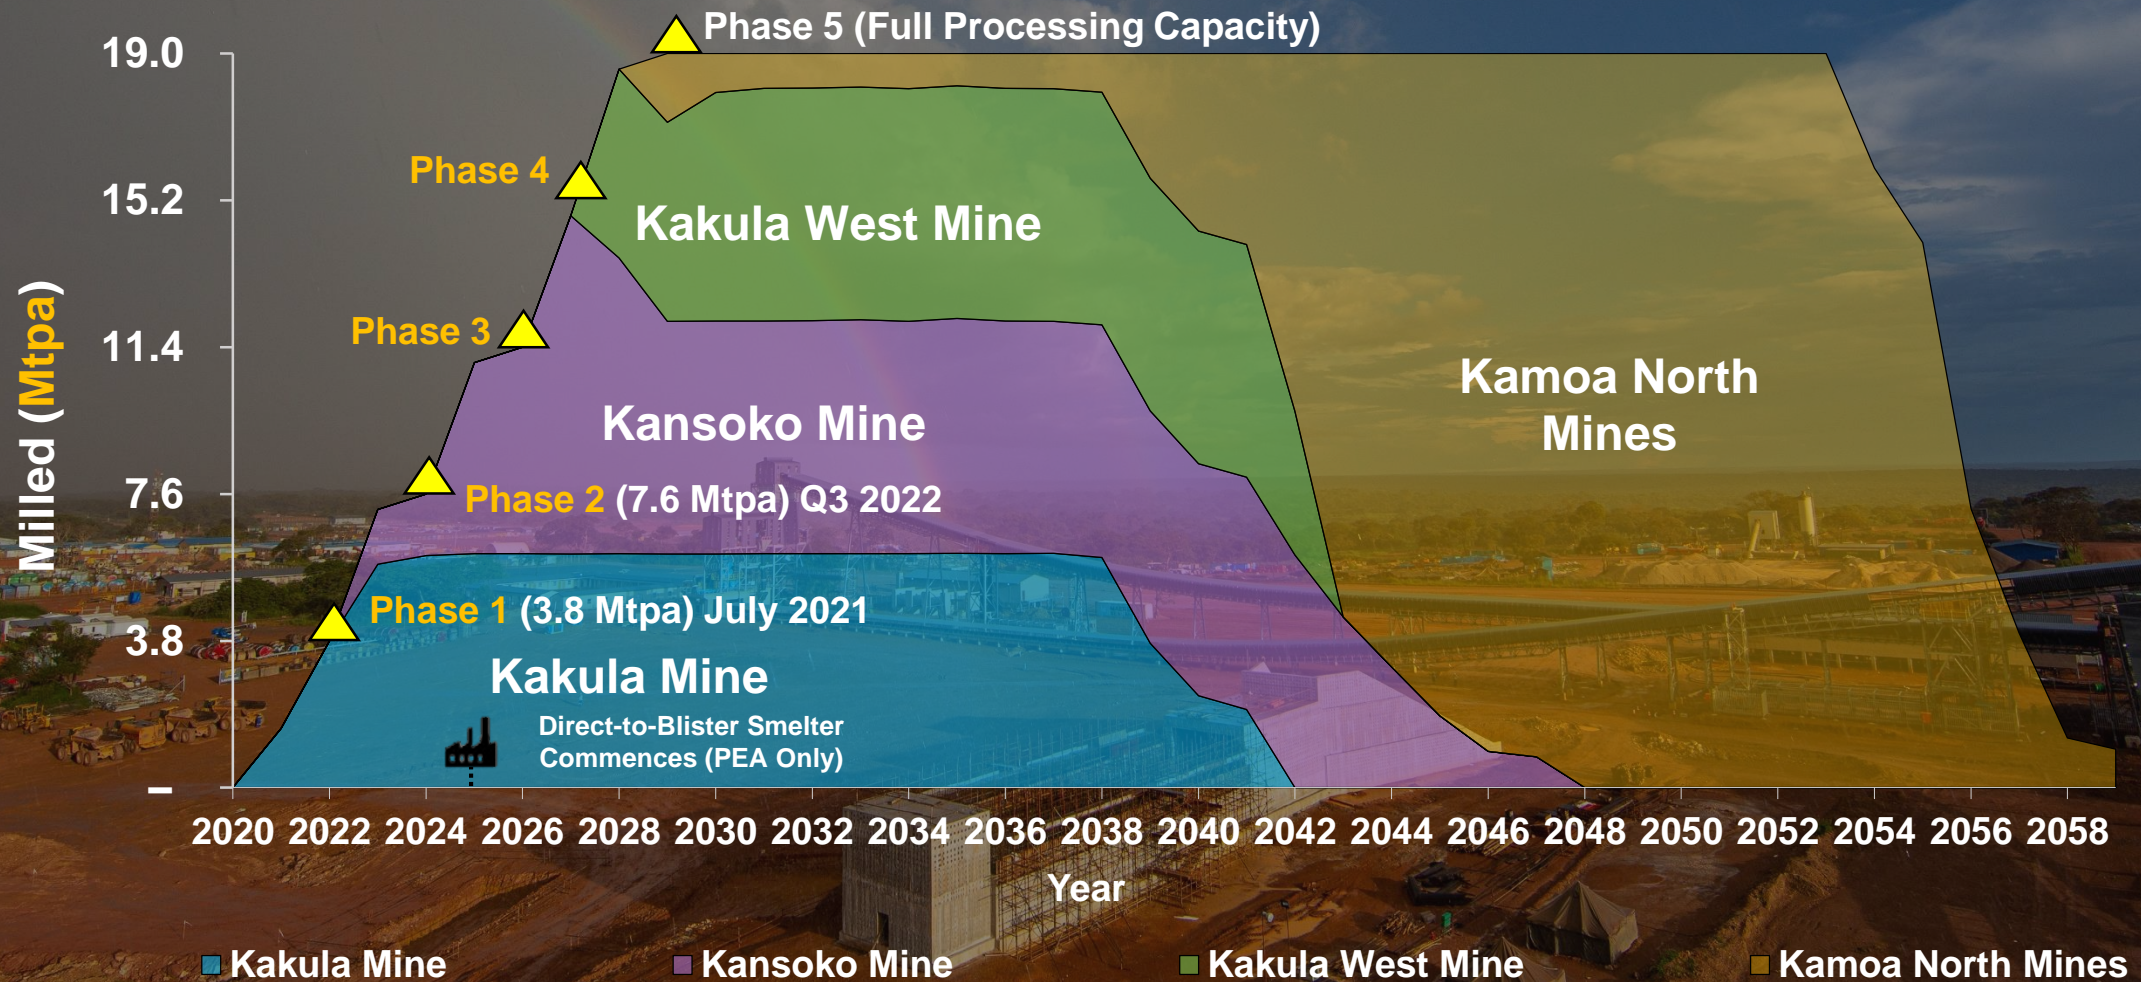 Phase 5 (Full Processing Capacity)
19.0
Phase 4
15.2
Kakula West Mine
Milled (Mtpa)
Phase 3
11.4
Kamoa North
Mines
Kansoko Mine
7.6
Phase 2 (7.6 Mtpa) Q3 2022
Phase 1 (3.8 Mtpa) July 2021
3.8
Kakula Mine
Direct-to-Blister Smelter
Commences (PEA Only)
–
2020 2022 2024 2026 2028 2030 2032 2034 2036 2038 2040 2042 2044 2046 2048 2050 2052 2054 2056 2058
Year
Kakula Mine Kansoko Mine Kakula West Mine Kamoa North Mines